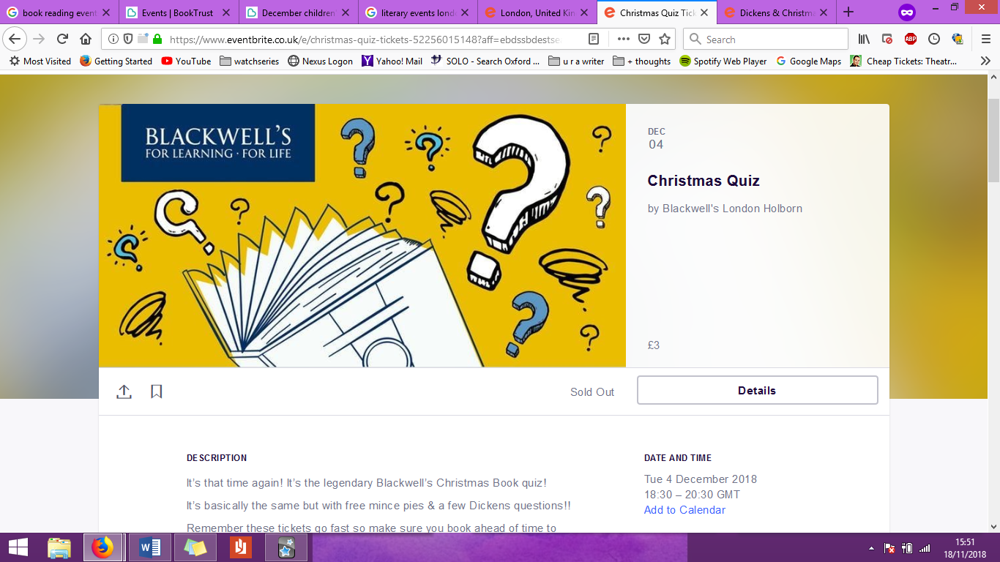 book reading event
Events | BookTrust
December children
literary events lond
London, United Kin
Christmas Quiz Tick
Dickens & Christma
https://www.eventbrite.co.uk/e/christmas-quiz-tickets-52256015148?aff=ebdssbdestse
Search
ABP
Most Visited
Getting Started
YouTube
watchseries
Nexus Logon
Yahoo! Mail
SOLO - Search Oxford ...
u r a writer
+ thoughts
Spotify Web Player
Google Maps
Cheap Tickets: Theatr...
BLACKWELL'S
FOR LEARNING · FOR LIFE
DEC
04
Christmas Quiz
by Blackwell's London Holborn
£3
Sold Out
Details
DESCRIPTION
It's that time again! It's the legendary Blackwell's Christmas Book quiz!
It's basically the same but with free mince pies & a few Dickens questions!!
Remember these tickets go fast so make sure you book ahead of time to
DATE AND TIME
Tue 4 December 2018
18:30 – 20:30 GMT
Add to Calendar
15:51
18/11/2018